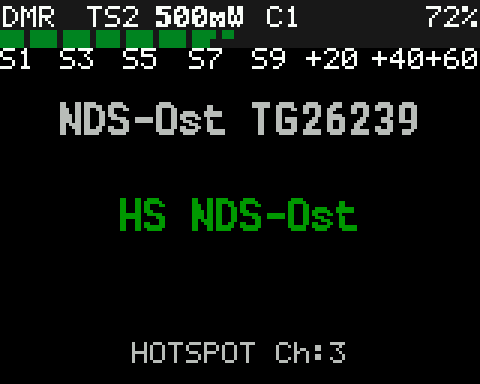 DMR TS2 500mW C1 72%
S1 S3 S5 S7 S9 +20 +40+60
NDS-Ost TG26239
HS NDS-Ost
HOTSPOT Ch:3